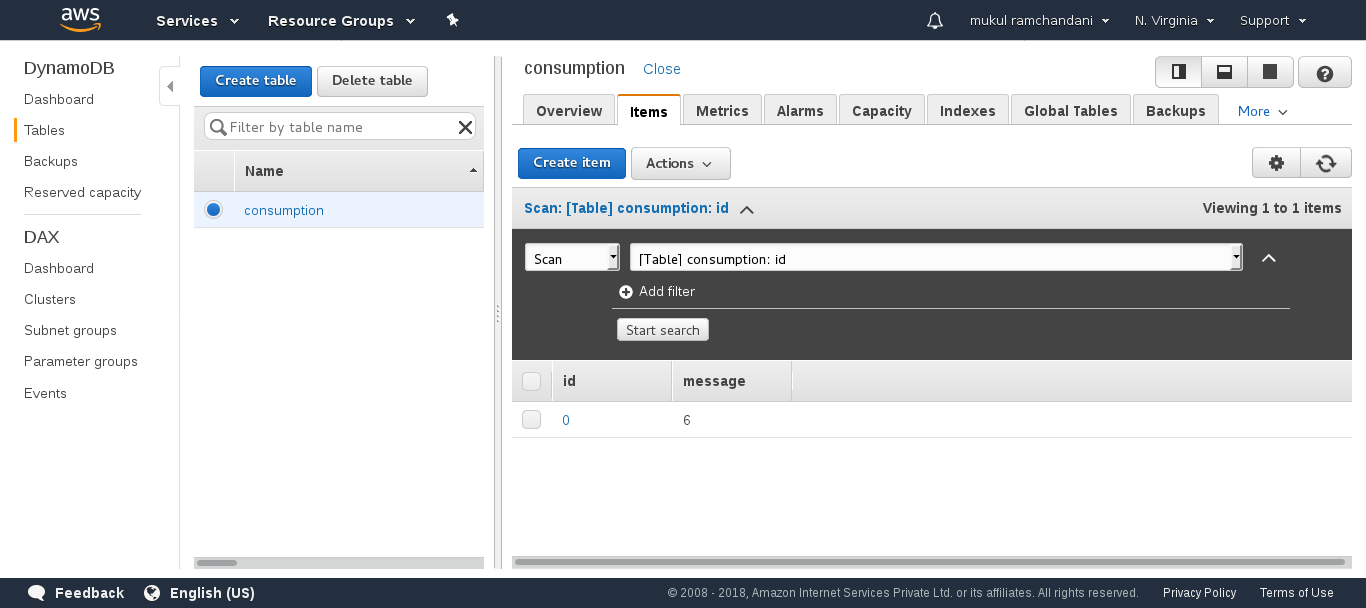 aws Services Resource Groups mukul ramchandani N. Virginia Support
DynamoDB
Dashboard
Tables
Backups
Reserved capacity
DAX
Dashboard
Clusters
Subnet groups
Parameter groups
Events
Create table Delete table
Filter by table name
Name
consumption
consumption Close
Overview Items Metrics Alarms Capacity Indexes Global Tables Backups More
Create item Actions
Scan: [Table] consumption: id Viewing 1 to 1 items
Scan [Table] consumption: id
Add filter
Start search
id message
0 6
Feedback English (US) © 2008 - 2018, Amazon Internet Services Private Ltd. or its affiliates. All rights reserved. Privacy Policy Terms of Use